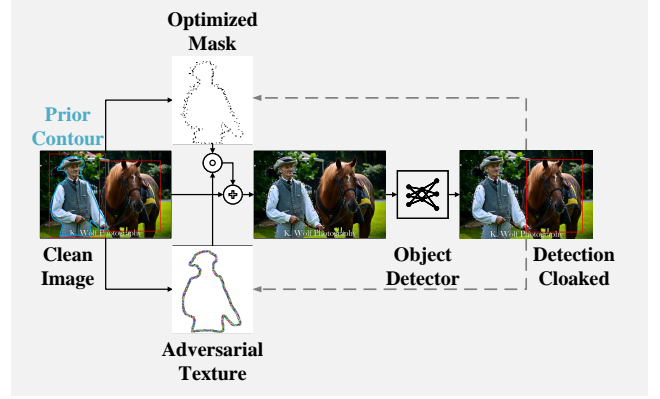 Optimized
Mask
Prior
Contour
K. Wolf Photography
K. Wolf Photography
K. Wolf Photography
Clean
Image
Object
Detector
Detection
Cloaked
Adversarial
Texture